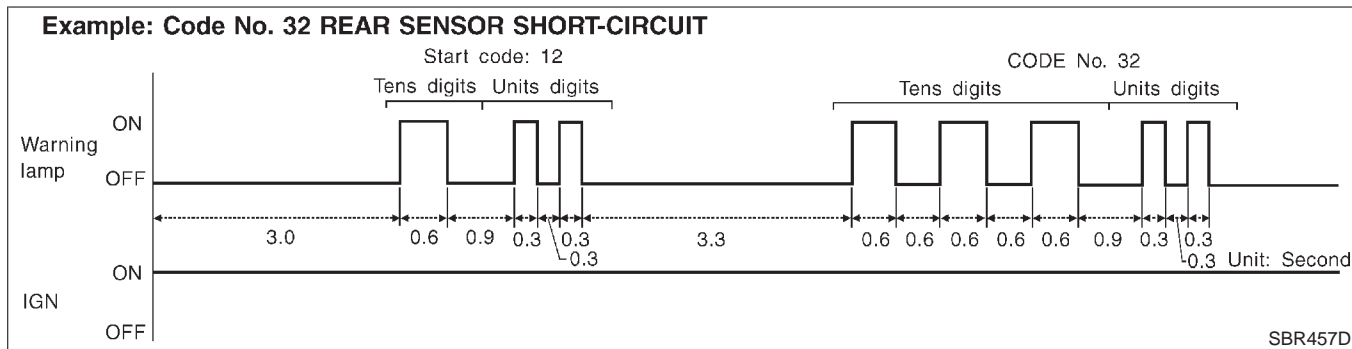 Example: Code No. 32 REAR SENSOR SHORT-CIRCUIT
Start code: 12
CODE No. 32
Tens digits Units digits
Tens digits
Units digits
ON
Warning
lamp
OFF
3.0 0.6 0.9 0.3 0.3 3.3 0.6 0.6 0.6 0.6 0.6 0.9 0.3 0.3
0.3
0.3 Unit: Second
ON
IGN
OFF
SBR457D